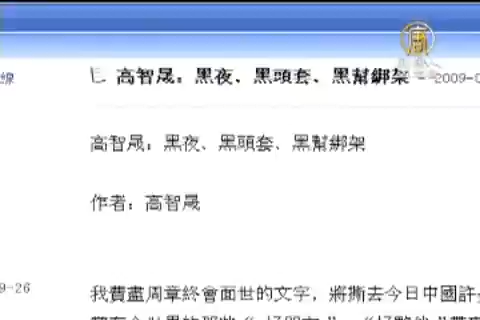 線
高智晟：黑夜、黑頭套、黑幫綁架 - 2009-0
高智晟：黑夜、黑頭套、黑幫綁架
作者：高智晟
9-26
我費盡周章終會面世的文字，將撕去今日中國許